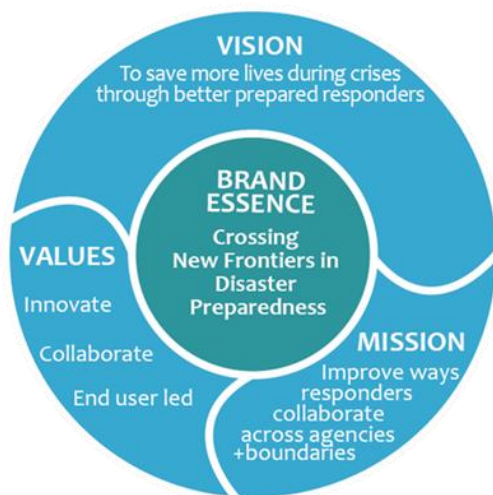 VISION
To save more lives during crises
through better prepared responders
BRAND
ESSENCE
Crossing
New Frontiers in
Disaster
Preparedness
VALUES
Innovate
Collaborate
End user led
MISSION
Improve ways
responders
collaborate
across agencies
+boundaries